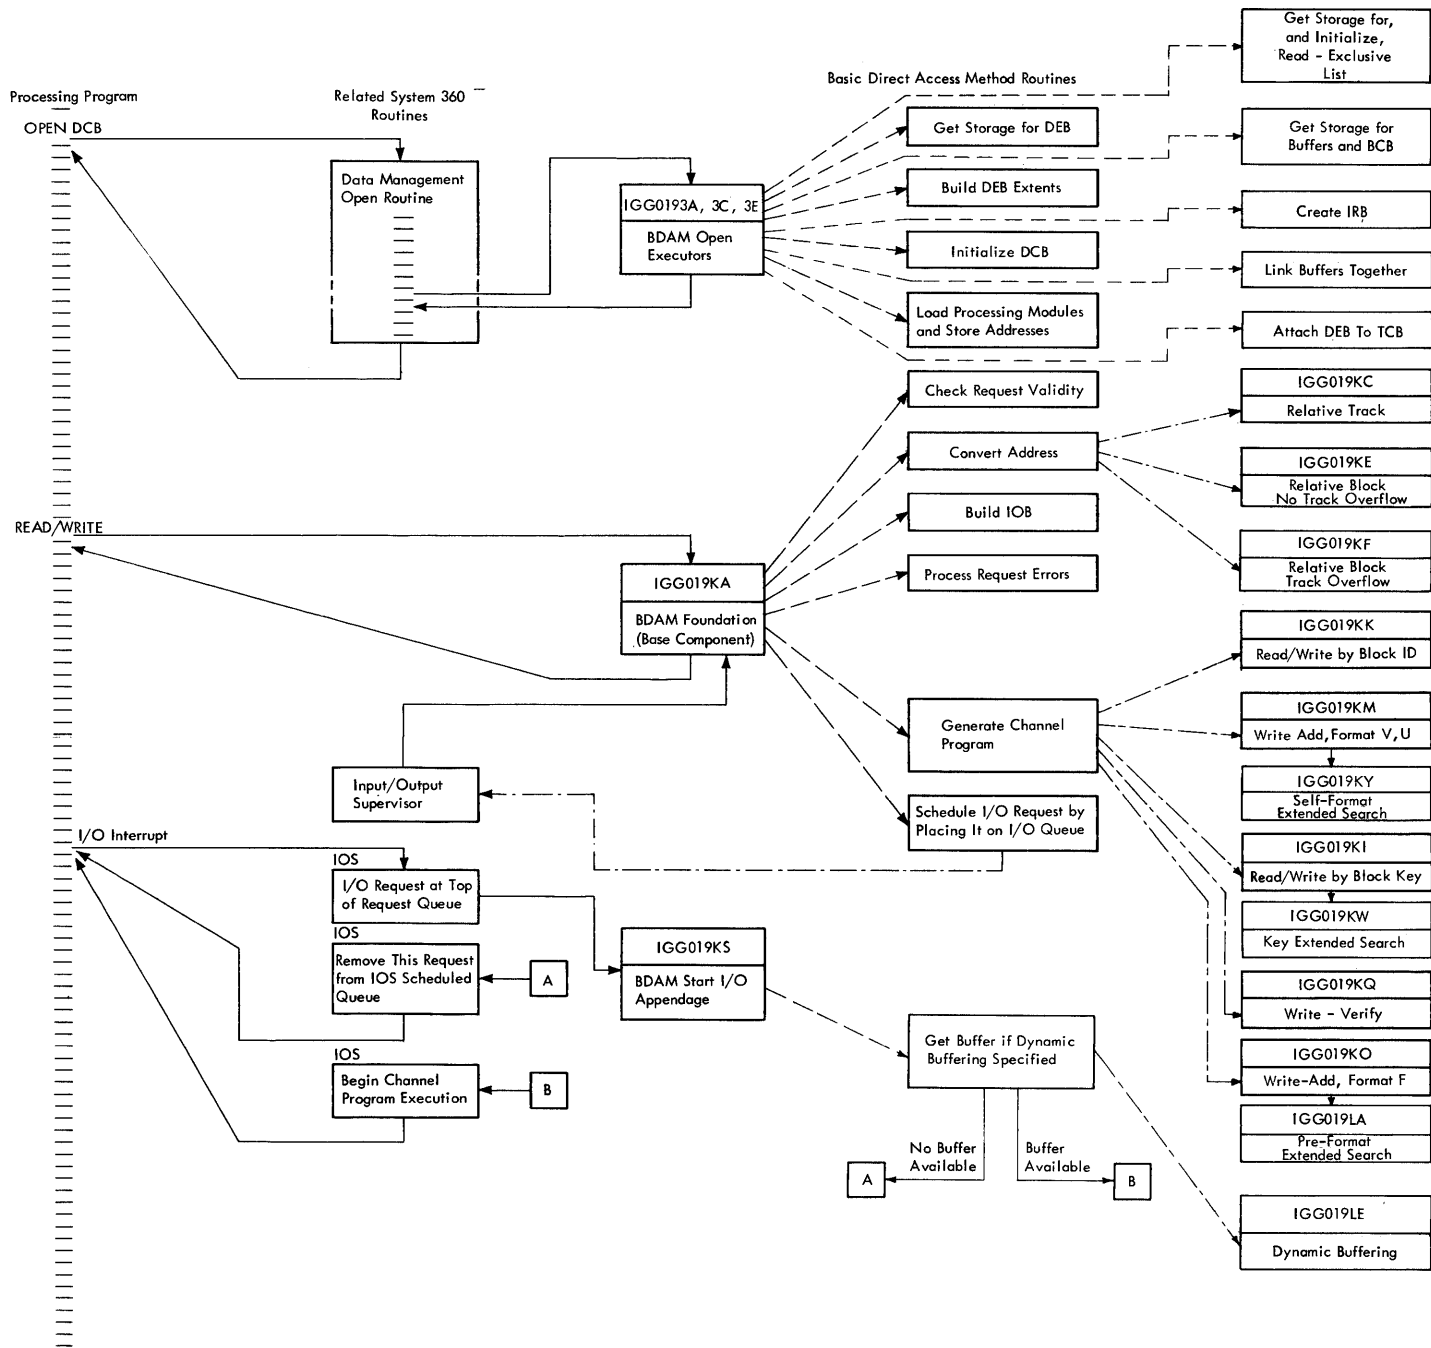 Get Storage for,
and Initialize,
Read - Exclusive
List
Basic Direct Access Method Routines
Processing Program
Related System 360
Routines
OPEN DCB
Get Storage for DEB
Get Storage for
Buffers and BCB
Data Management
Open Routine
IGG0193A, 3C, 3E
BDAM Open
Executors
Build DEB Extents
Create IRB
Initialize DCB
Link Buffers Together
Load Processing Modules
and Store Addresses
Attach DEB To TCB
Check Request Validity
IGG019KC
Relative Track
Convert Address
IGG019KE
Relative Block
No Track Overflow
Build IOB
READ/WRITE
IGG019KF
Relative Block
Track Overflow
Process Request Errors
IGG019KA
BDAM Foundation
(Base Component)
IGG019KK
Read/Write by Block ID
Generate Channel
Program
IGG019KM
Write Add, Format V, U
Input/Output
Supervisor
IGG019KY
Self-Format
Extended Search
Schedule I/O Request by
Placing It on I/O Queue
I/O Interrupt
IGG019KI
Read/Write by Block Key
IOS
I/O Request at Top
of Request Queue
IGG019KW
Key Extended Search
IOS
Remove This Request
from IOS Scheduled
Queue
A
IGG019KS
BDAM Start I/O
Appendage
IGG019KQ
Write - Verify
Get Buffer if Dynamic
Buffering Specified
IOS
Begin Channel
Program Execution
B
IGG019KO
Write-Add, Format F
IGG019LA
Pre-Format
Extended Search
No Buffer
Available
Buffer
Available
A
B
IGG019LE
Dynamic Buffering